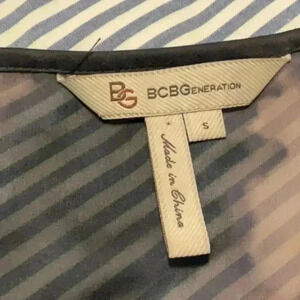 BG
BCBGENERATION
S
Made in China